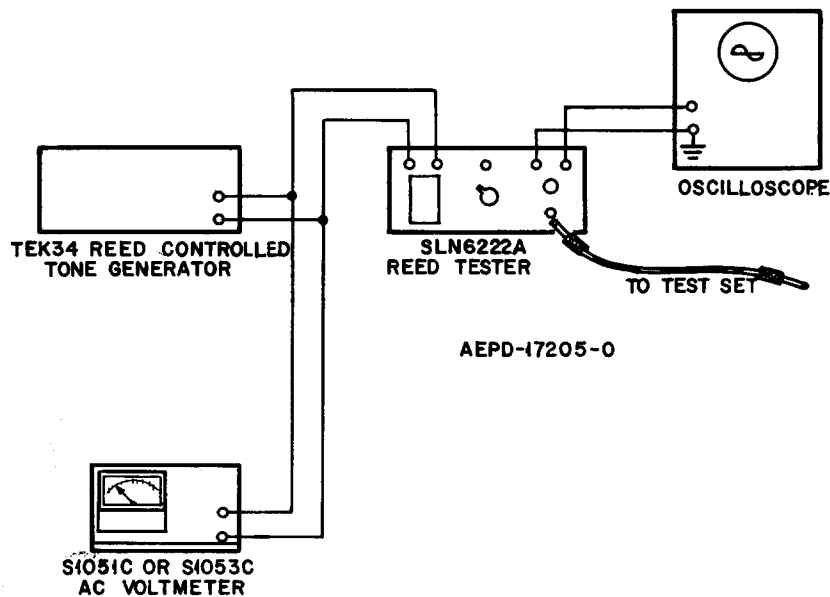 OSCILLOSCOPE
TEK34 REED CONTROLLED
TONE GENERATOR
SLN6222A
REED TESTER
TO TEST SET
AEPD-17205-0
S1051C OR S1053C
AC VOLTMETER